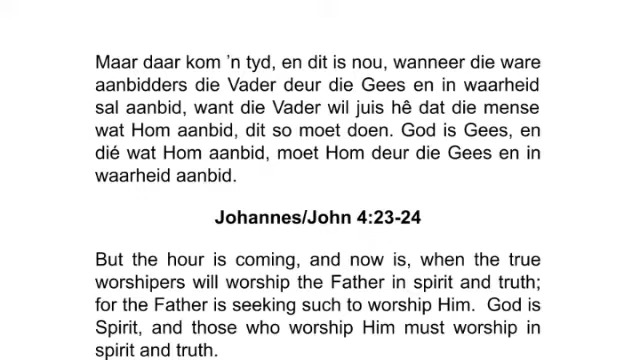 Maar daar kom 'n tyd, en dit is nou, wanneer die ware
aanbidders die Vader deur die Gees en in waarheid
sal aanbid, want die Vader wil juis hê dat die mense
wat Hom aanbid, dit so moet doen. God is Gees, en
dié wat Hom aanbid, moet Hom deur die Gees en in
waarheid aanbid.
Johannes/John 4:23-24
But the hour is coming, and now is, when the true
worshipers will worship the Father in spirit and truth;
for the Father is seeking such to worship Him.  God is
Spirit, and those who worship Him must worship in
spirit and truth.